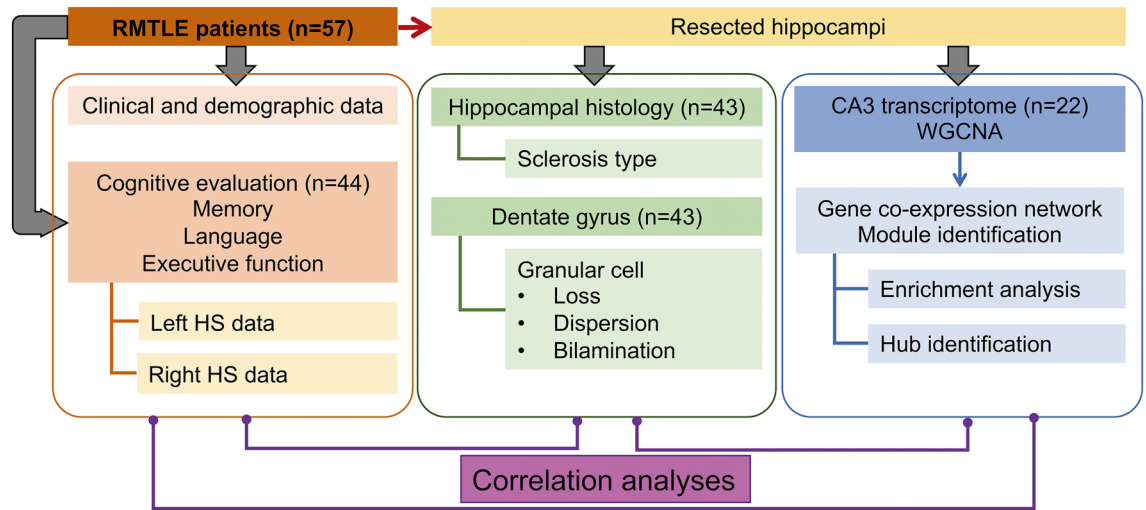 RMTLE patients (n=57)
Resected hippocampi
Clinical and demographic data
Cognitive evaluation (n=44)
Memory
Language
Executive function
Left HS data
Right HS data
Hippocampal histology (n=43)
Sclerosis type
Dentate gyrus (n=43)
Granular cell
• Loss
• Dispersion
• Bilamination
CA3 transcriptome (n=22)
WGCNA
Gene co-expression network
Module identification
Enrichment analysis
Hub identification
Correlation analyses